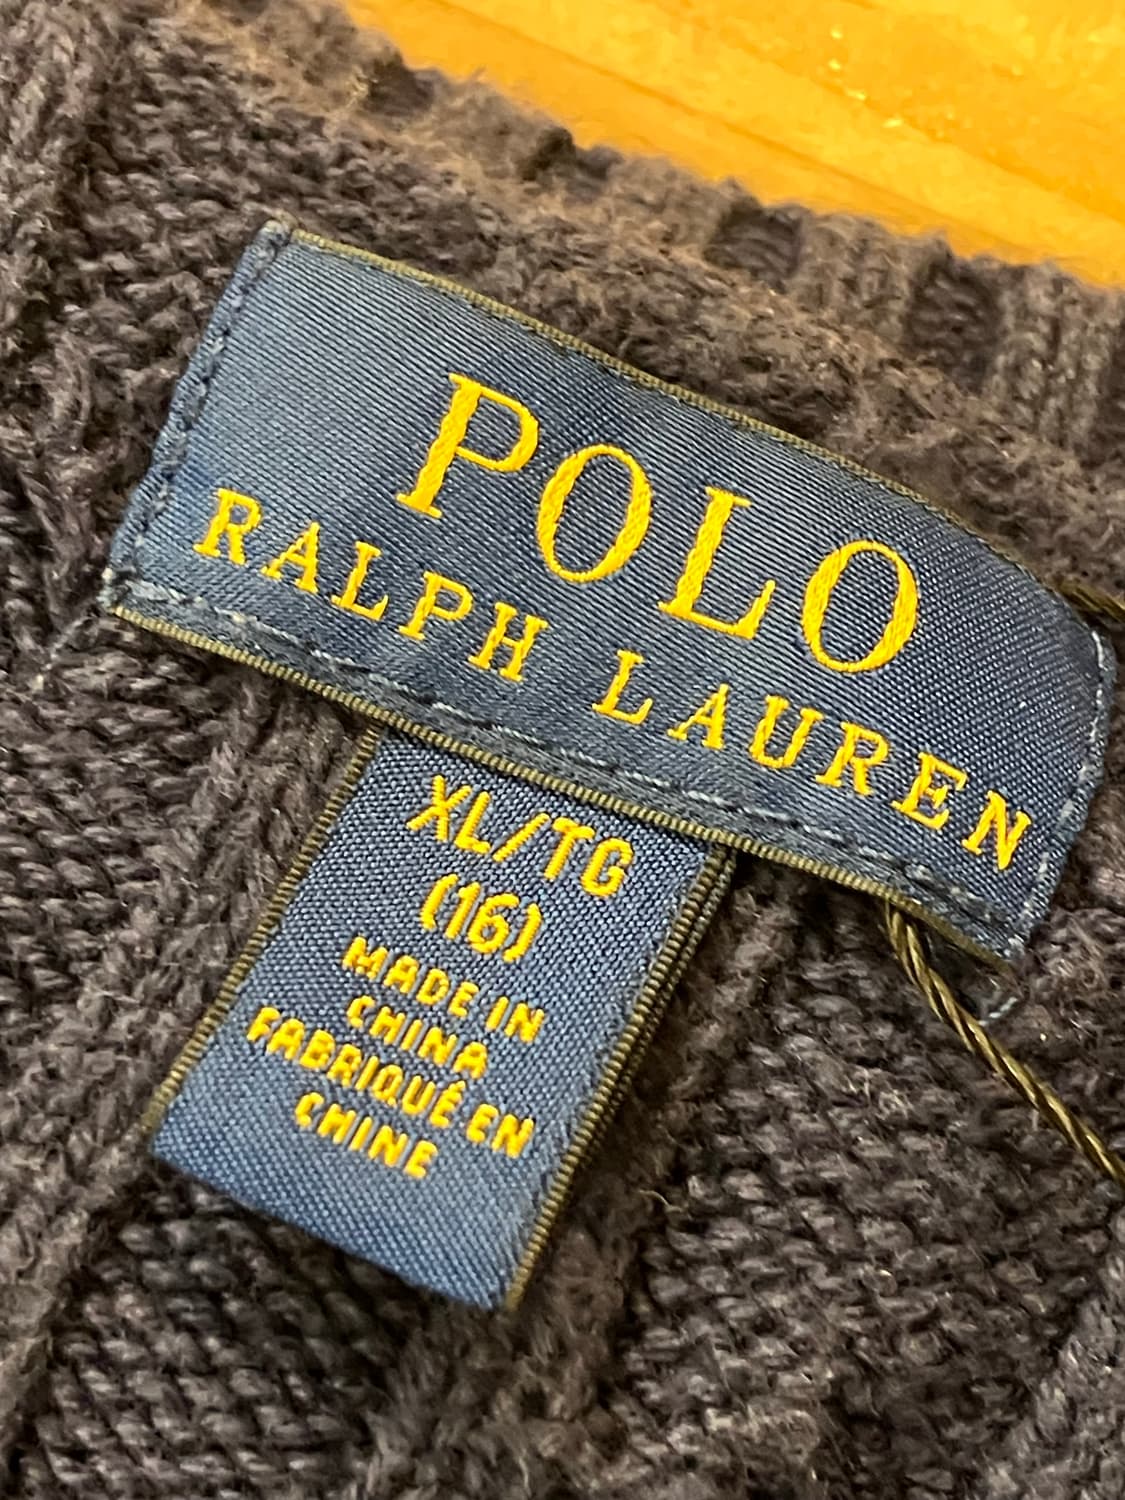 POLO
RALPH LAUREN
XL/TG
(16)
MADE IN
CHINA
FABRIQUÉ EN
CHINE